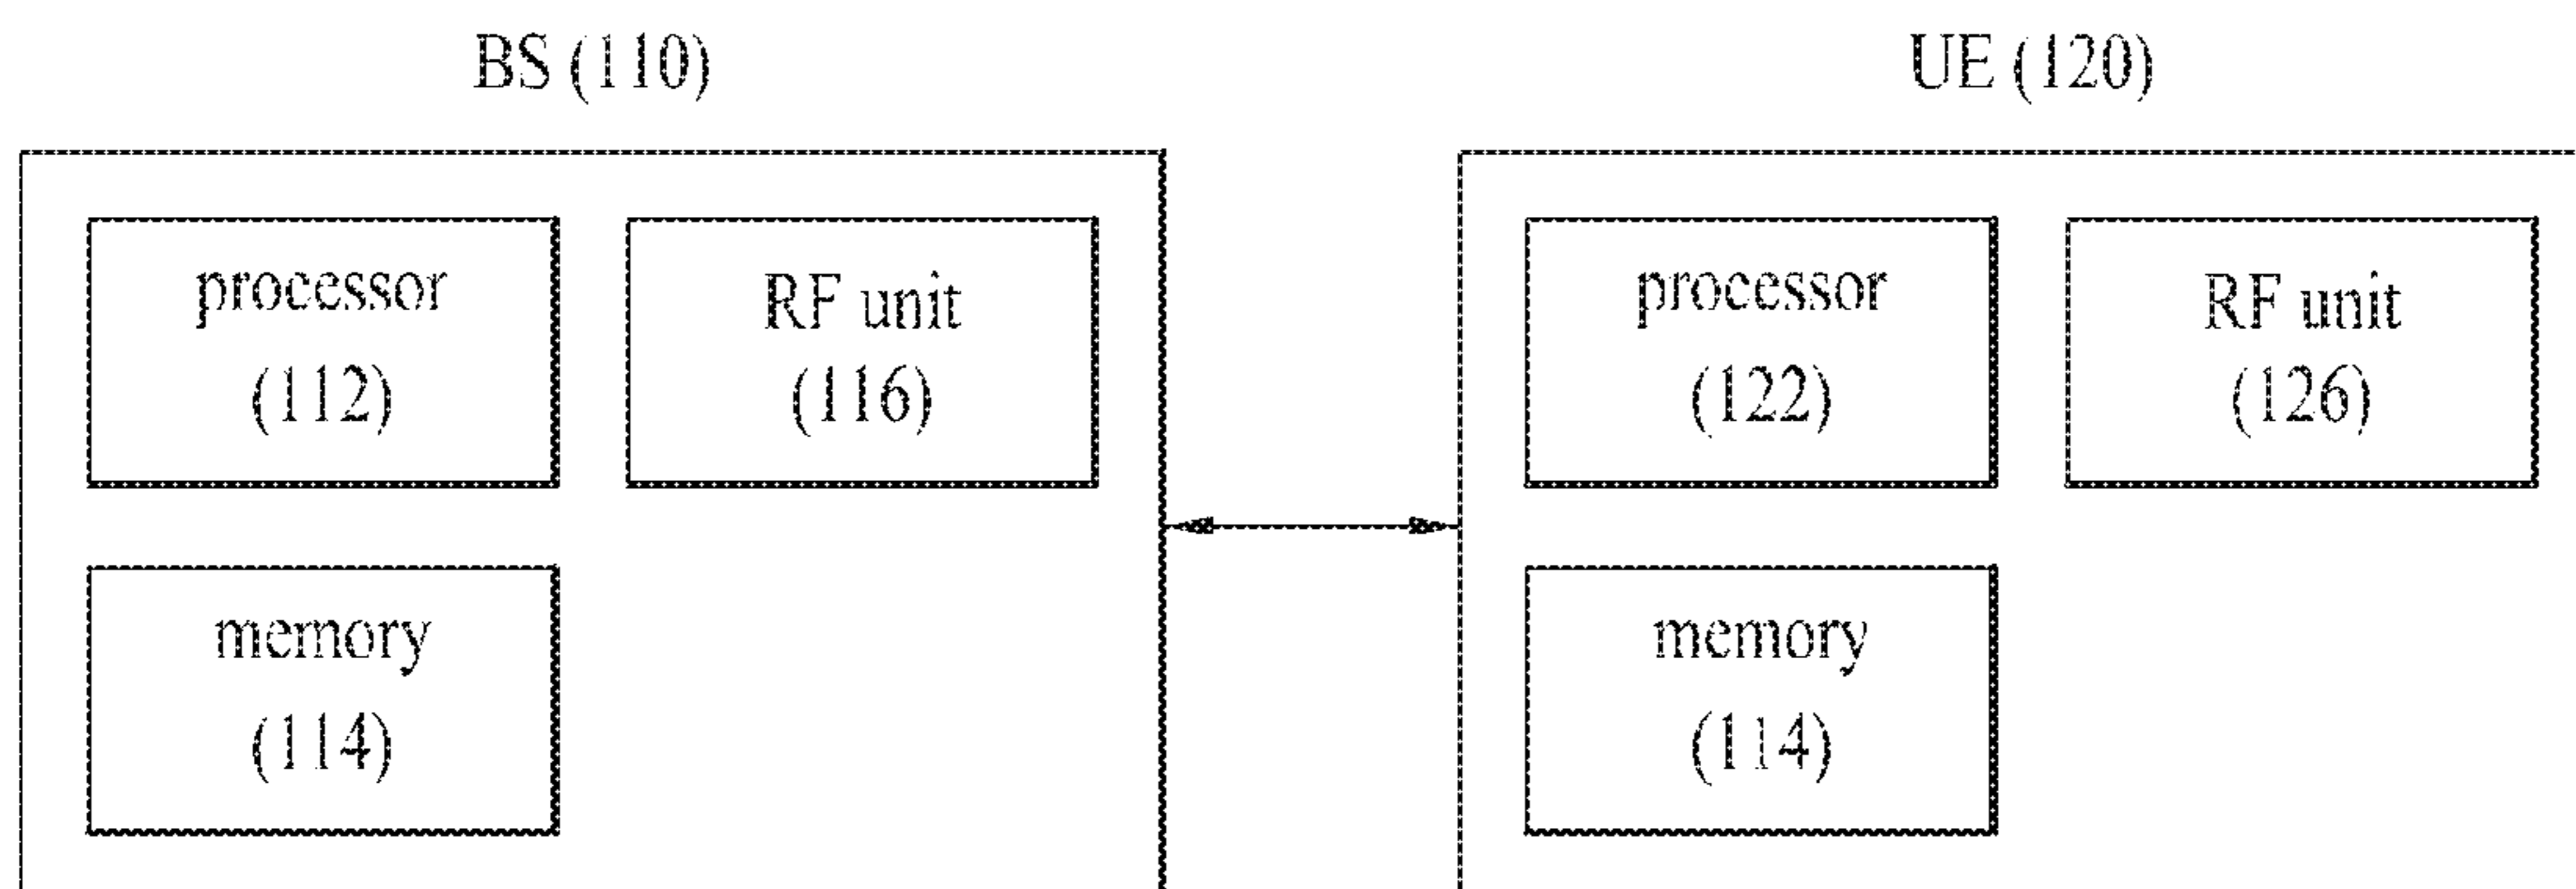 BS (110)
processor
(112)
RF unit
(116)
memory
(114)
UE (120)
processor
(122)
RF unit
(126)
memory
(114)